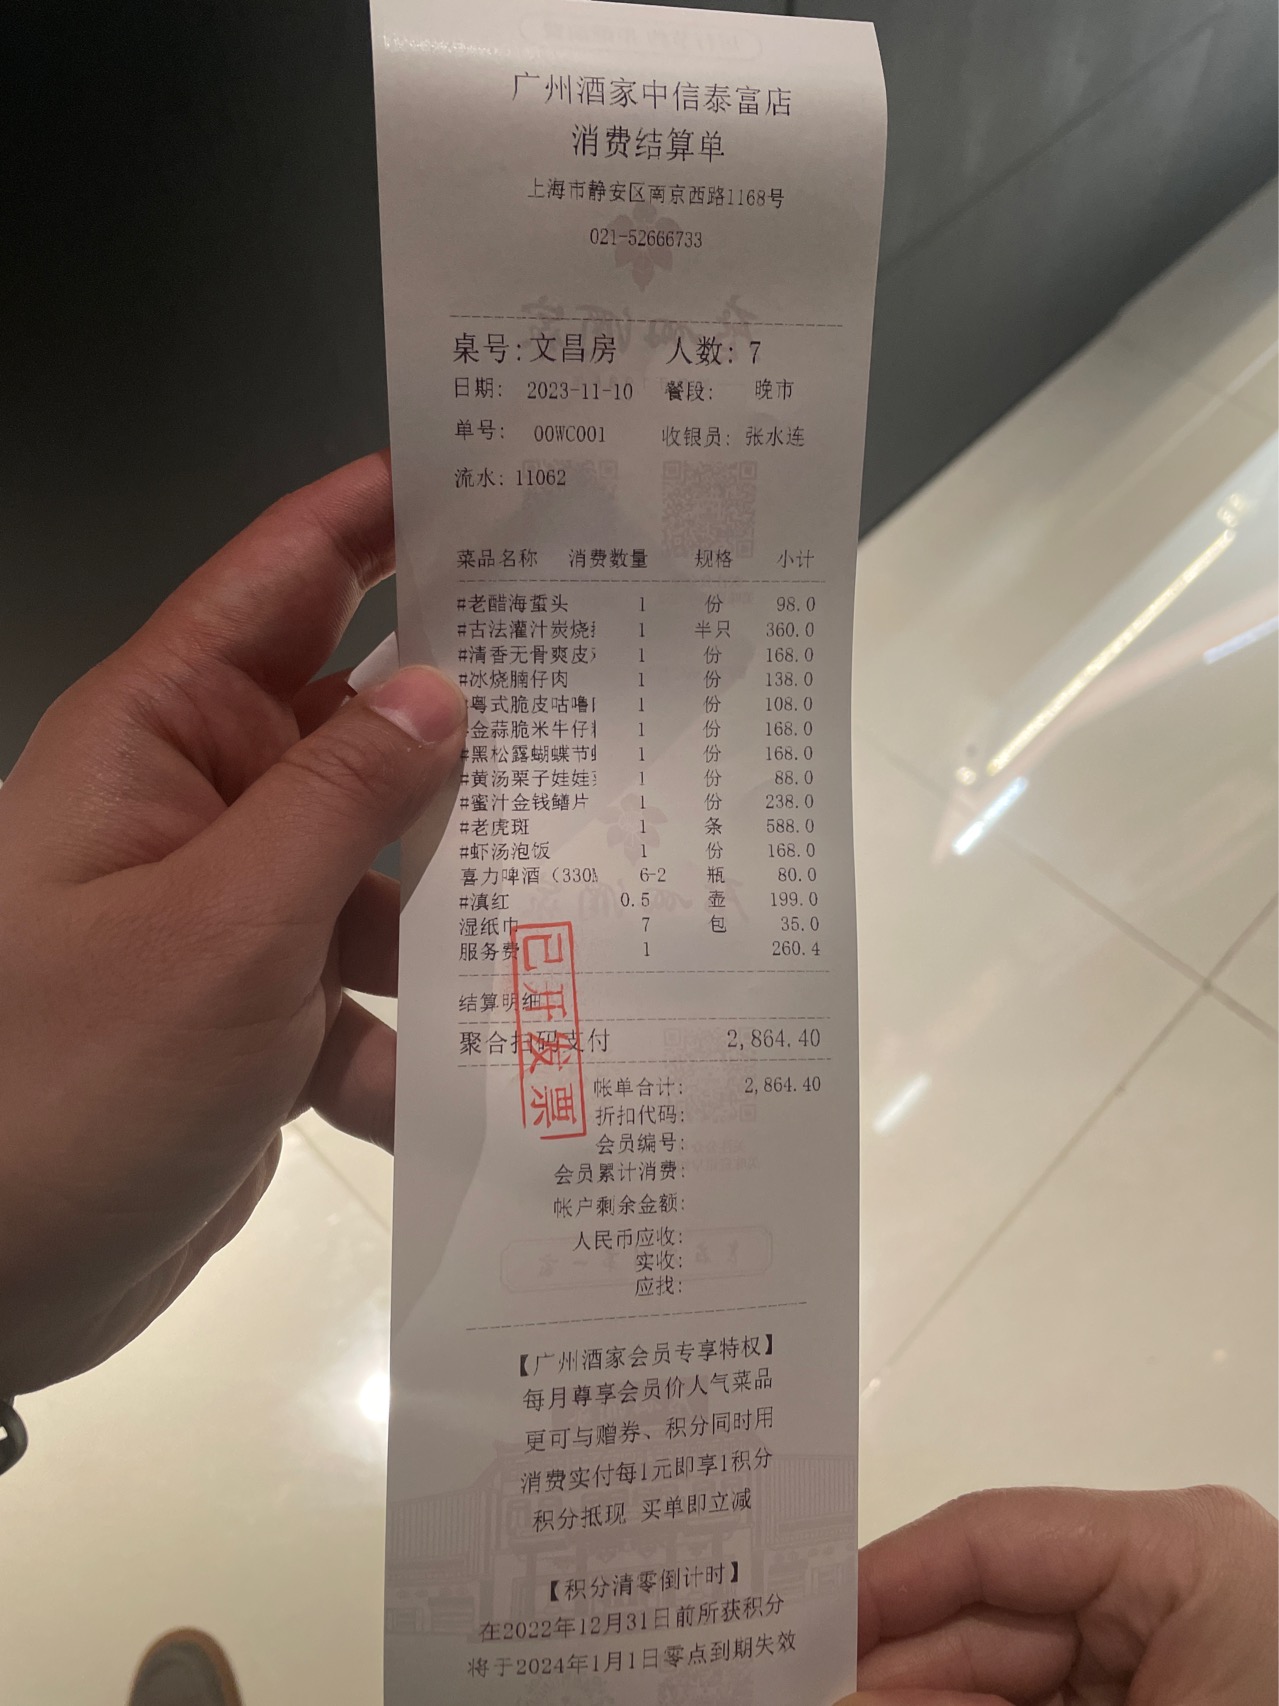 广州酒家中信泰富店
消费结算单
上海市静安区南京西路1168号
021-52666733
桌号:文昌房 人数:7
日期: 2023-11-10 餐段: 晚市
单号: 00WC001 收银员: 张水连
流水: 11062
菜品名称 消费数量 规格 小计
#老醋海蜇头 1 份 98.0
#古法灌汁炭烧 1 半只 360.0
#清香无骨爽皮 1 份 168.0
#冰烧腩仔肉 1 份 138.0
#粤式脆皮咕噜 1 份 108.0
#金蒜脆米牛仔 1 份 168.0
#黑松露蝴蝶节 1 份 168.0
#黄汤栗子娃娃 1 份 88.0
#蜜汁金钱鳝片 1 份 238.0
#老虎斑 1 条 588.0
#虾汤泡饭 1 份 168.0
喜力啤酒（330 6-2 瓶 80.0
#滇红 0.5 壶 199.0
湿纸巾 7 包 35.0
服务费 1 260.4
已开发票
结算明细
聚合扫码支付 2,864.40
帐单合计: 2,864.40
折扣代码:
会员编号:
会员累计消费:
帐户剩余金额:
人民币应收:
实收:
应找:
【广州酒家会员专享特权】
每月尊享会员价人气菜品
更可与赠券、积分同时用
消费实付每1元即享1积分
积分抵现 买单即立减
【积分清零倒计时】
在2022年12月31日前所获积分
将于2024年1月1日零点到期失效